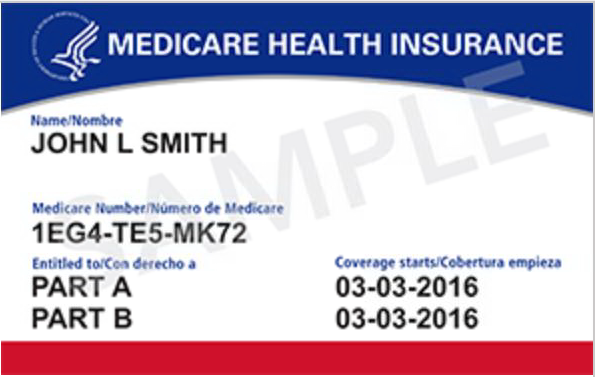 MEDICARE HEALTH INSURANCE
Name/Nombre
JOHN L SMITH
Medicare Number/Número de Medicare
1EG4-TE5-MK72
Entitled to/Con derecho a
Coverage starts/Cobertura empieza
PART A
03-03-2016
PART B
03-03-2016
SAMPLE